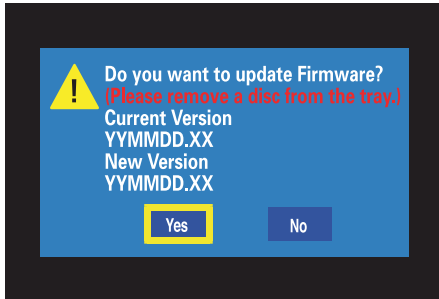 !
Do you want to update Firmware?
(Please remove a disc from the tray.)
Current Version
YYMMDD.XX
New Version
YYMMDD.XX
Yes No